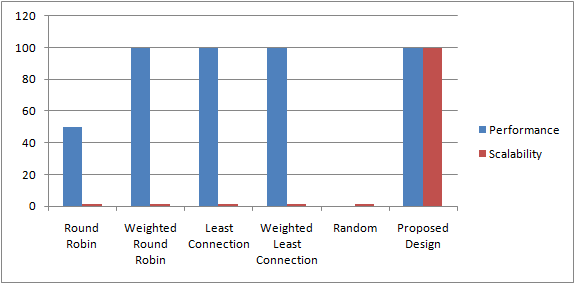 120
100
80
60
40
20
0
Round Robin
Weighted Round Robin
Least Connection
Weighted Least Connection
Random
Proposed Design
Performance
Scalability